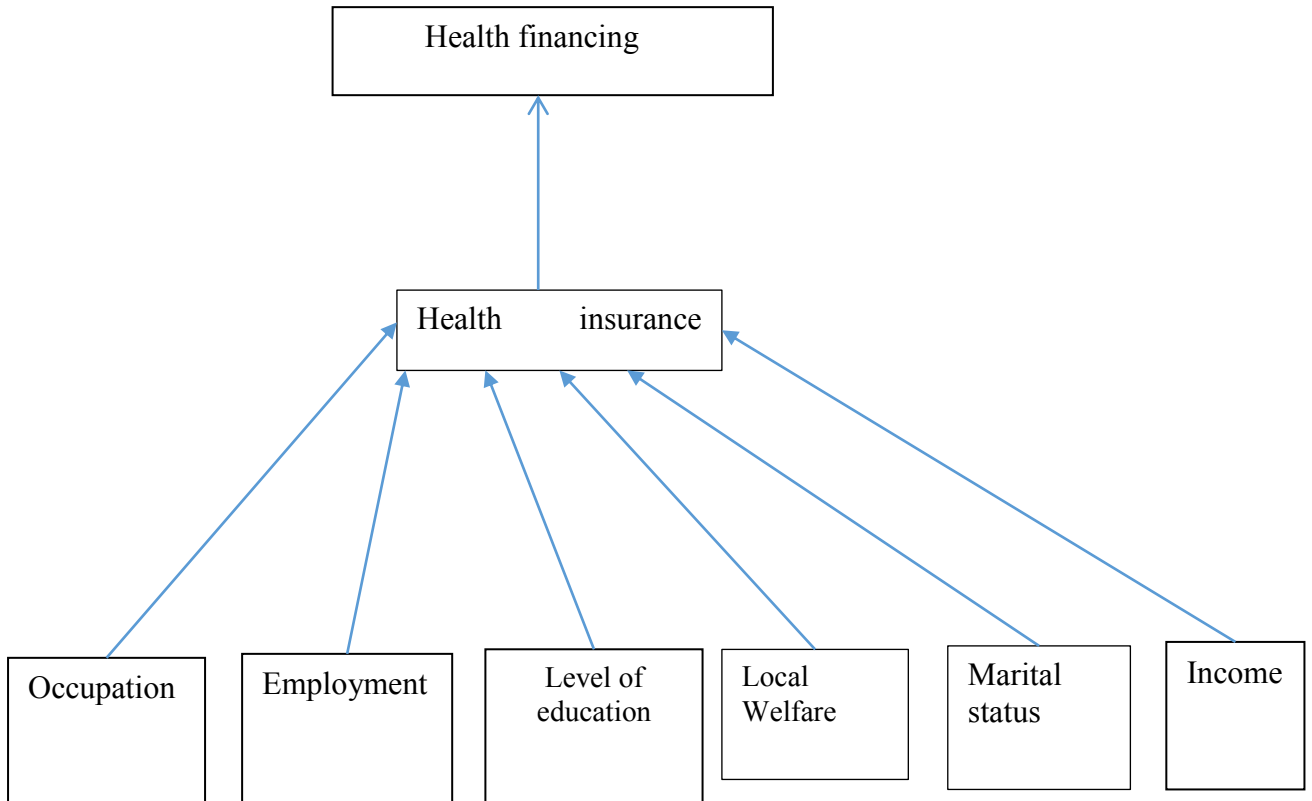 Health financing
Health insurance
Occupation
Employment
Level of
education
Local
Welfare
Marital
status
Income